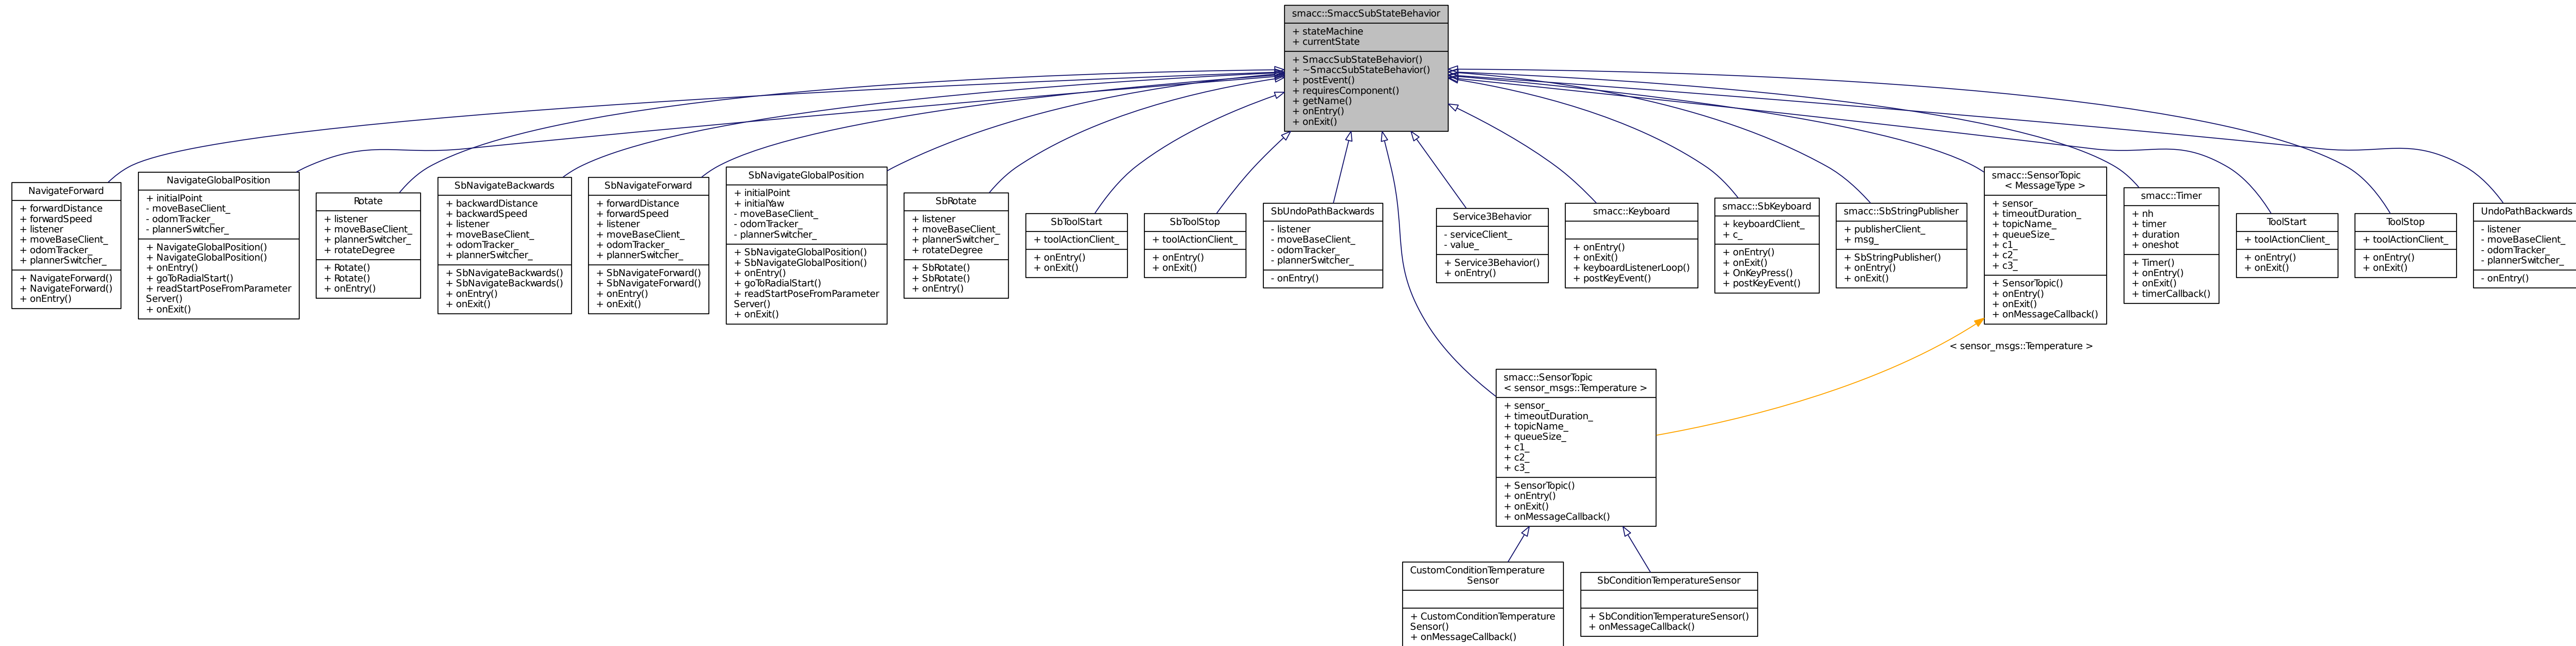 smacc::SmaccSubStateBehavior
+ stateMachine
+ currentState
+ SmaccSubStateBehavior()
+ ~SmaccSubStateBehavior()
+ postEvent()
+ requiresComponent()
+ getName()
+ onEntry()
+ onExit()
NavigateForward
+ forwardDistance
+ forwardSpeed
+ listener
+ moveBaseClient_
+ odomTracker_
+ plannerSwitcher_
+ NavigateForward()
+ NavigateForward()
+ onEntry()
NavigateGlobalPosition
+ initialPoint
- moveBaseClient_
- odomTracker_
- plannerSwitcher_
+ NavigateGlobalPosition()
+ NavigateGlobalPosition()
+ onEntry()
+ goToRadialStart()
+ readStartPoseFromParameter
Server()
+ onExit()
Rotate
+ listener
+ moveBaseClient_
+ plannerSwitcher_
+ rotateDegree
+ Rotate()
+ Rotate()
+ onEntry()
SbNavigateBackwards
+ backwardDistance
+ backwardSpeed
+ listener
+ moveBaseClient_
+ odomTracker_
+ plannerSwitcher_
+ SbNavigateBackwards()
+ SbNavigateBackwards()
+ onEntry()
+ onExit()
SbNavigateForward
+ forwardDistance
+ forwardSpeed
+ listener
+ moveBaseClient_
+ odomTracker_
+ plannerSwitcher_
+ SbNavigateForward()
+ SbNavigateForward()
+ onEntry()
+ onExit()
SbNavigateGlobalPosition
+ initialPoint
+ initialYaw
- moveBaseClient_
- odomTracker_
- plannerSwitcher_
+ SbNavigateGlobalPosition()
+ SbNavigateGlobalPosition()
+ onEntry()
+ goToRadialStart()
+ readStartPoseFromParameter
Server()
+ onExit()
SbRotate
+ listener
+ moveBaseClient_
+ plannerSwitcher_
+ rotateDegree
+ SbRotate()
+ SbRotate()
+ onEntry()
SbToolStart
+ toolActionClient_
+ onEntry()
+ onExit()
SbToolStop
+ toolActionClient_
+ onEntry()
+ onExit()
SbUndoPathBackwards
- listener
- moveBaseClient_
- odomTracker_
- plannerSwitcher_
- onEntry()
Service3Behavior
- serviceClient_
- value_
+ Service3Behavior()
+ onEntry()
smacc::Keyboard
+ onEntry()
+ onExit()
+ keyboardListenerLoop()
+ postKeyEvent()
smacc::SbKeyboard
+ keyboardClient_
+ c_
+ onEntry()
+ onExit()
+ OnKeyPress()
+ postKeyEvent()
smacc::SbStringPublisher
+ publisherClient_
+ msg_
+ SbStringPublisher()
+ onEntry()
+ onExit()
smacc::SensorTopic
< MessageType >
+ sensor_
+ timeoutDuration_
+ topicName_
+ queueSize_
+ c1_
+ c2_
+ c3_
+ SensorTopic()
+ onEntry()
+ onExit()
+ onMessageCallback()
smacc::Timer
+ nh
+ timer
+ duration
+ oneshot
+ Timer()
+ onEntry()
+ onExit()
+ timerCallback()
ToolStart
+ toolActionClient_
+ onEntry()
+ onExit()
ToolStop
+ toolActionClient_
+ onEntry()
+ onExit()
UndoPathBackwards
- listener
- moveBaseClient_
- odomTracker_
- plannerSwitcher_
- onEntry()
< sensor_msgs::Temperature >
smacc::SensorTopic
< sensor_msgs::Temperature >
+ sensor_
+ timeoutDuration_
+ topicName_
+ queueSize_
+ c1_
+ c2_
+ c3_
+ SensorTopic()
+ onEntry()
+ onExit()
+ onMessageCallback()
CustomConditionTemperature
Sensor
+ CustomConditionTemperature
Sensor()
+ onMessageCallback()
SbConditionTemperatureSensor
+ SbConditionTemperatureSensor()
+ onMessageCallback()